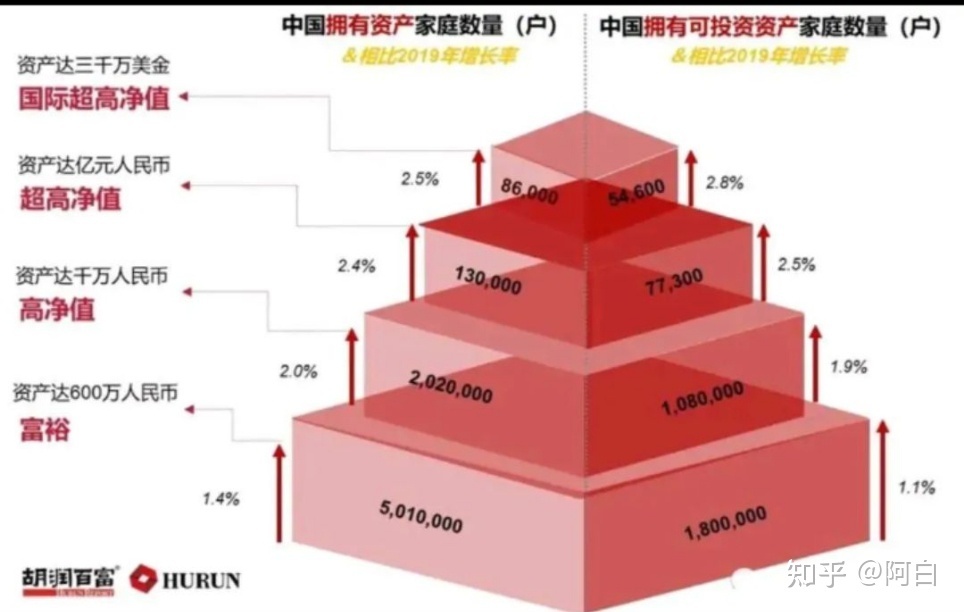 中国拥有资产家庭数量（户）
&相比2019年增长率
中国拥有可投资资产家庭数量（户）
&相比2019年增长率
资产达三千万美金
国际超高净值
2.5%
86,000
54,600
2.8%
资产达亿元人民币
超高净值
2.4%
130,000
77,300
2.5%
资产达千万人民币
高净值
2.0%
2,020,000
1,080,000
1.9%
资产达600万人民币
富裕
1.4%
5,010,000
1,800,000
1.1%
胡润百富
HURUN REPORT
HURUN
知乎 @阿白